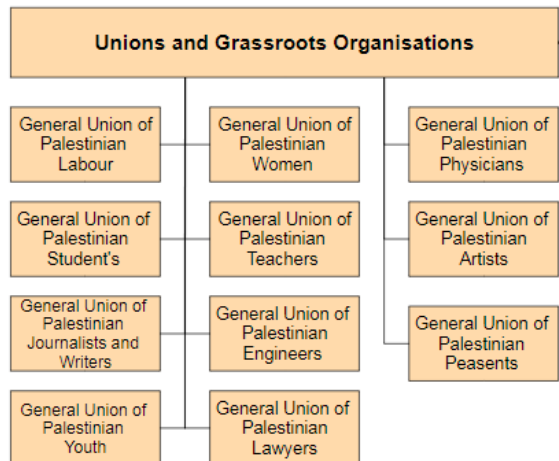 Unions and Grassroots Organisations
General Union of
Palestinian
Labour
General Union of
Palestinian
Women
General Union of
Palestinian
Physicians
General Union of
Palestinian
Student's
General Union of
Palestinian
Teachers
General Union of
Palestinian
Artists
General Union of
Palestinian
Journalists and
Writers
General Union of
Palestinian
Engineers
General Union of
Palestinian
Peasents
General Union of
Palestinian
Youth
General Union of
Palestinian
Lawyers